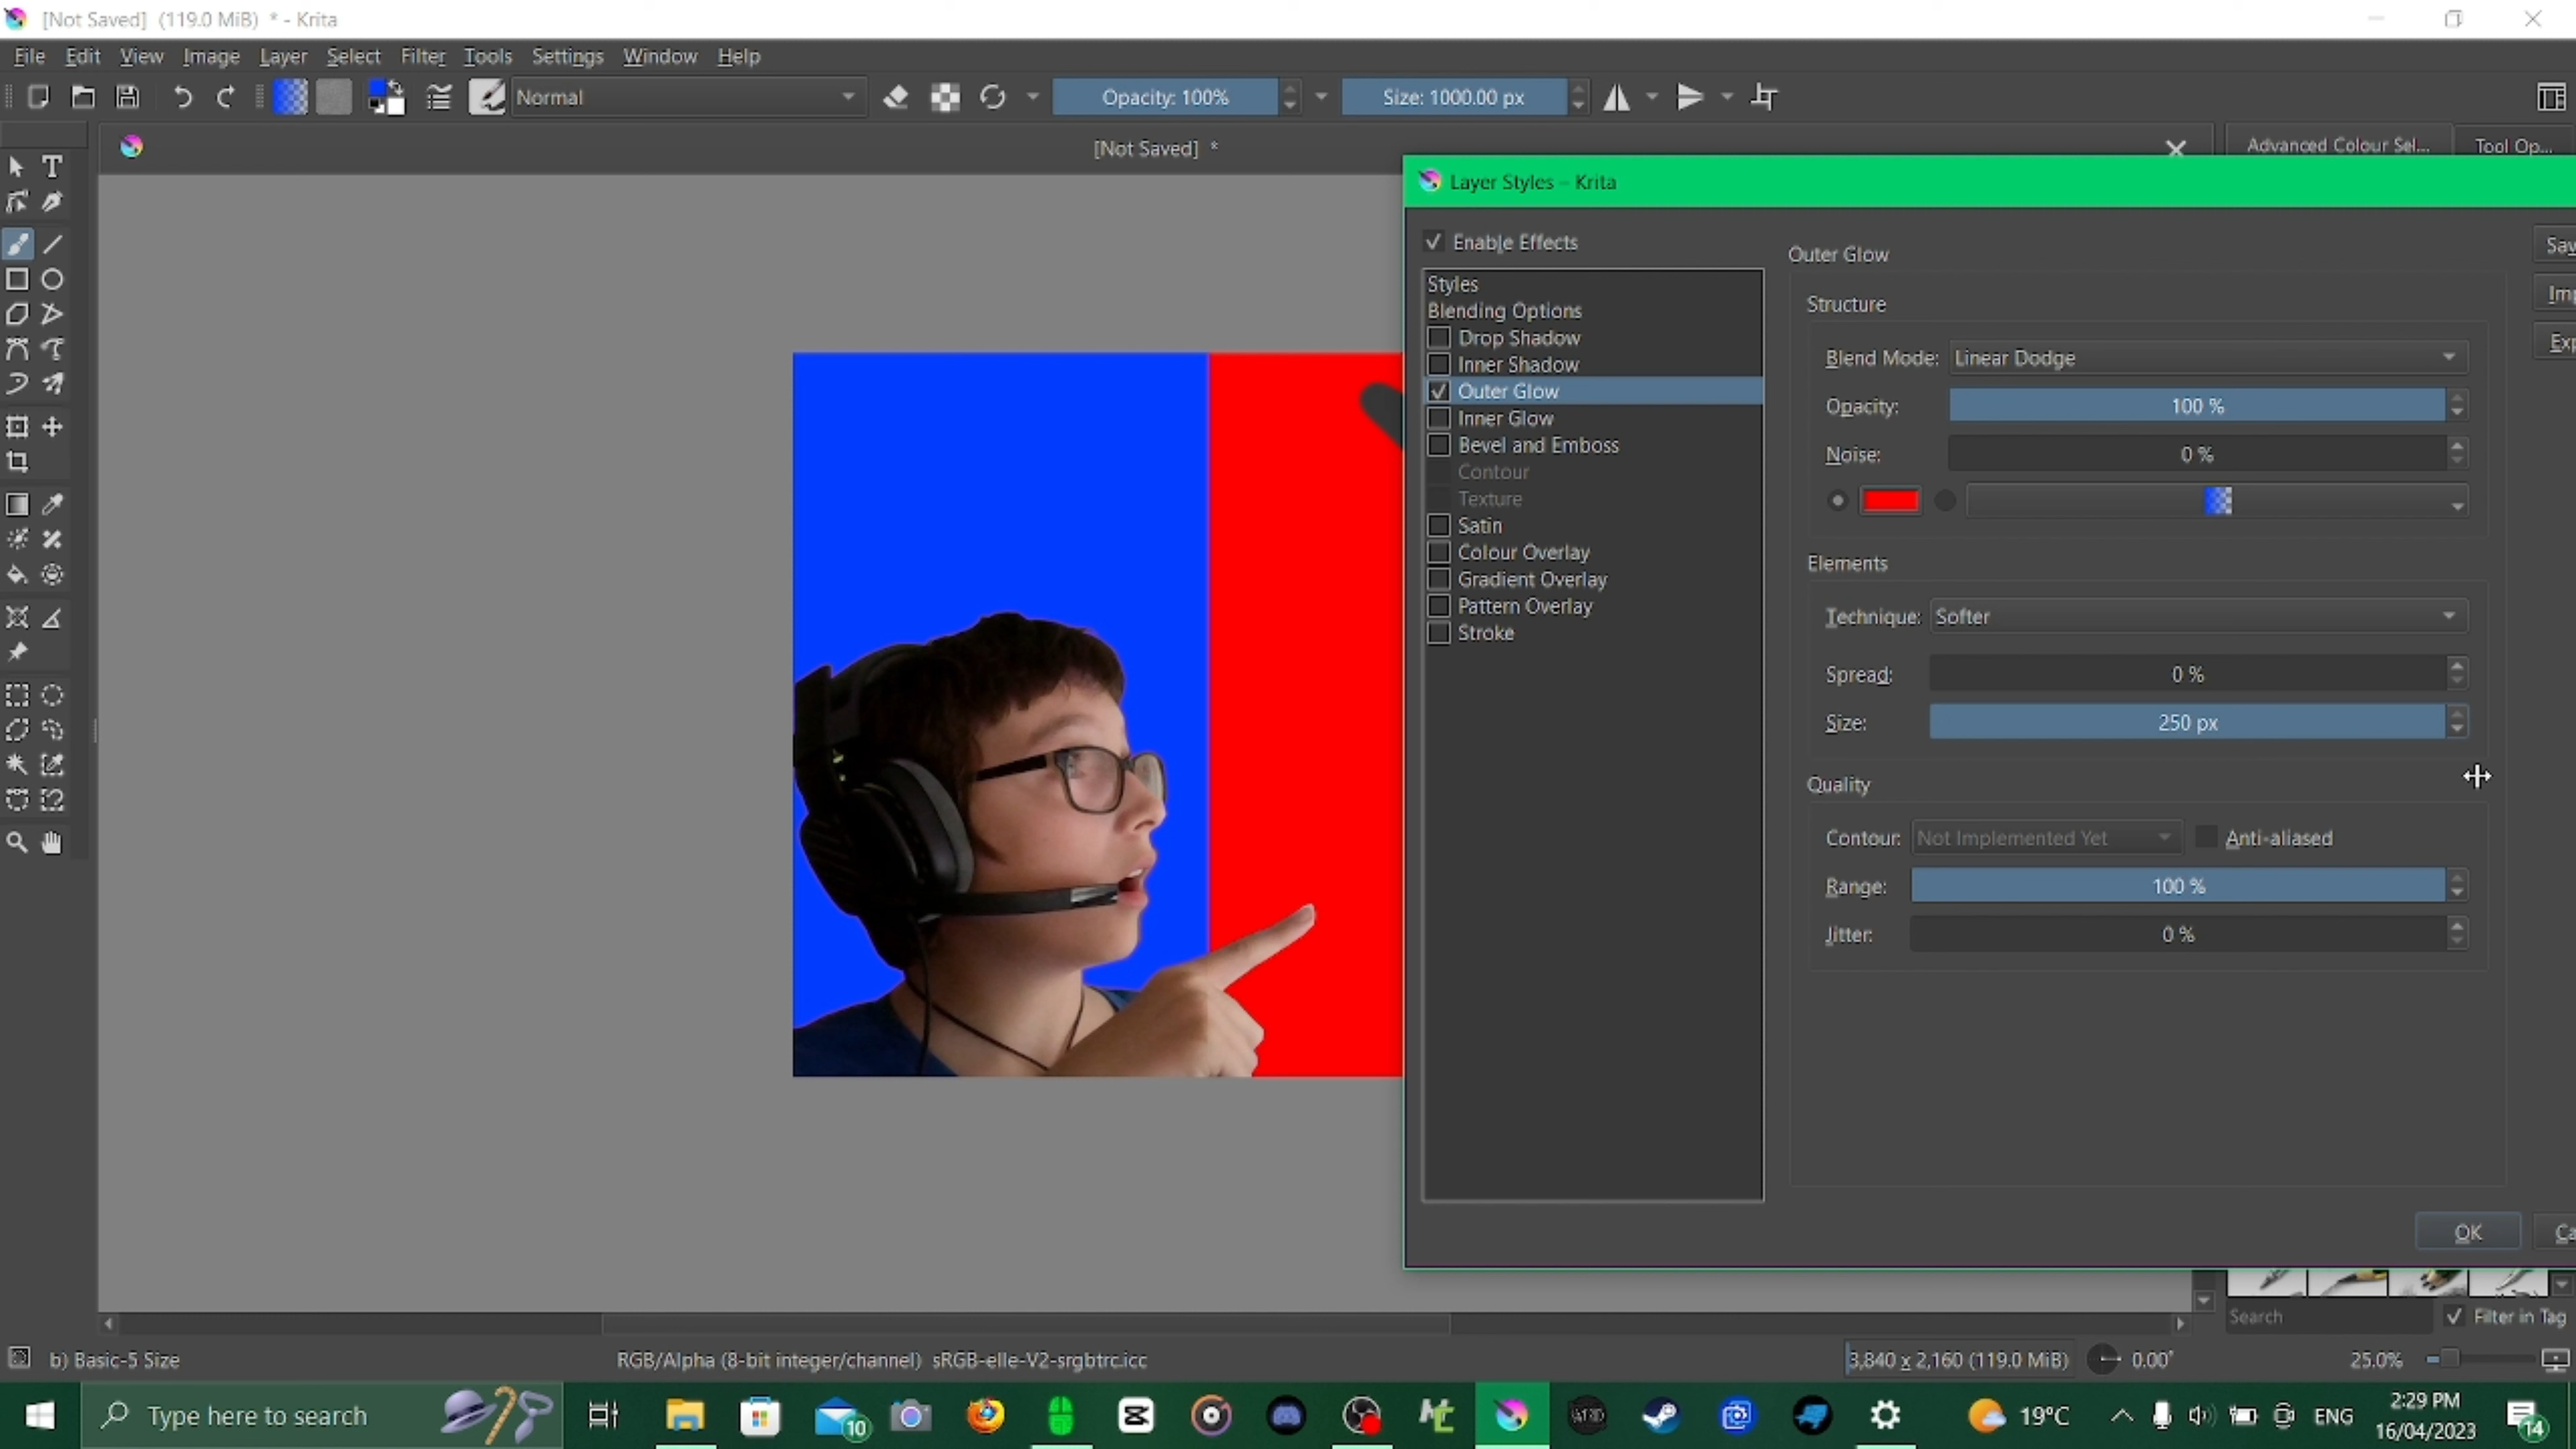 [Not Saved] (119.0 MiB) * - Krita
File Edit View Image Layer Select Filter Tools Settings Window Help
Normal Opacity: 100% Size: 1000.00 px
[Not Saved] * Advanced Colour Sel... Tool Op...
Layer Styles – Krita
Enable Effects
Styles
Blending Options
Drop Shadow
Inner Shadow
Outer Glow
Inner Glow
Bevel and Emboss
Contour
Texture
Satin
Colour Overlay
Gradient Overlay
Pattern Overlay
Stroke
Outer Glow
Structure
Blend Mode: Linear Dodge
Opacity: 100 %
Noise: 0 %
Elements
Technique: Softer
Spread: 0 %
Size: 250 px
Quality
Contour: Not Implemented Yet Anti-aliased
Range: 100 %
Jitter: 0 %
Sav
Imp
Exp
OK Ca
Search Filter in Tag
b) Basic-5 Size RGB/Alpha (8-bit integer/channel) sRGB-elle-V2-srgbtrc.icc 3,840 x 2,160 (119.0 MiB) 0.00° 25.0%
Type here to search 10 19°C ENG 2:29 PM
16/04/2023 14